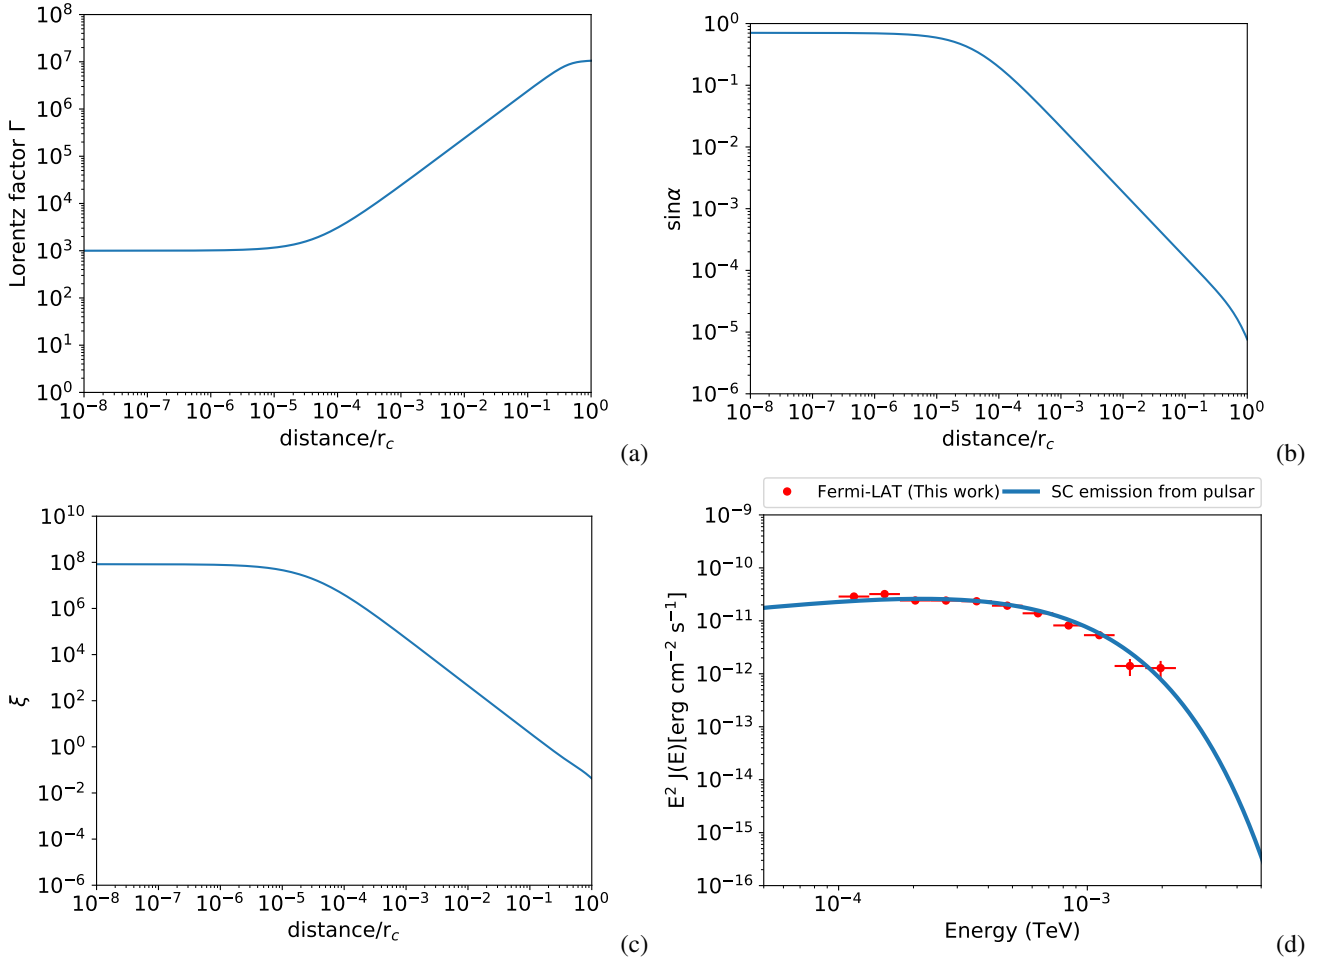 10^8
10^7
10^6
10^5
10^4
10^3
10^2
10^1
10^0
Lorentz factor Γ
10^-8 10^-7 10^-6 10^-5 10^-4 10^-3 10^-2 10^-1 10^0
distance/r_c
(a)
10^0
10^-1
10^-2
10^-3
10^-4
10^-5
10^-6
sinα
10^-8 10^-7 10^-6 10^-5 10^-4 10^-3 10^-2 10^-1 10^0
distance/r_c
(b)
10^10
10^8
10^6
10^4
10^2
10^0
10^-2
10^-4
10^-6
ξ
10^-8 10^-7 10^-6 10^-5 10^-4 10^-3 10^-2 10^-1 10^0
distance/r_c
(c)
Fermi-LAT (This work) SC emission from pulsar
10^-9
10^-10
10^-11
10^-12
10^-13
10^-14
10^-15
10^-16
E^2 J(E)[erg cm^-2 s^-1]
10^-4 10^-3
Energy (TeV)
(d)